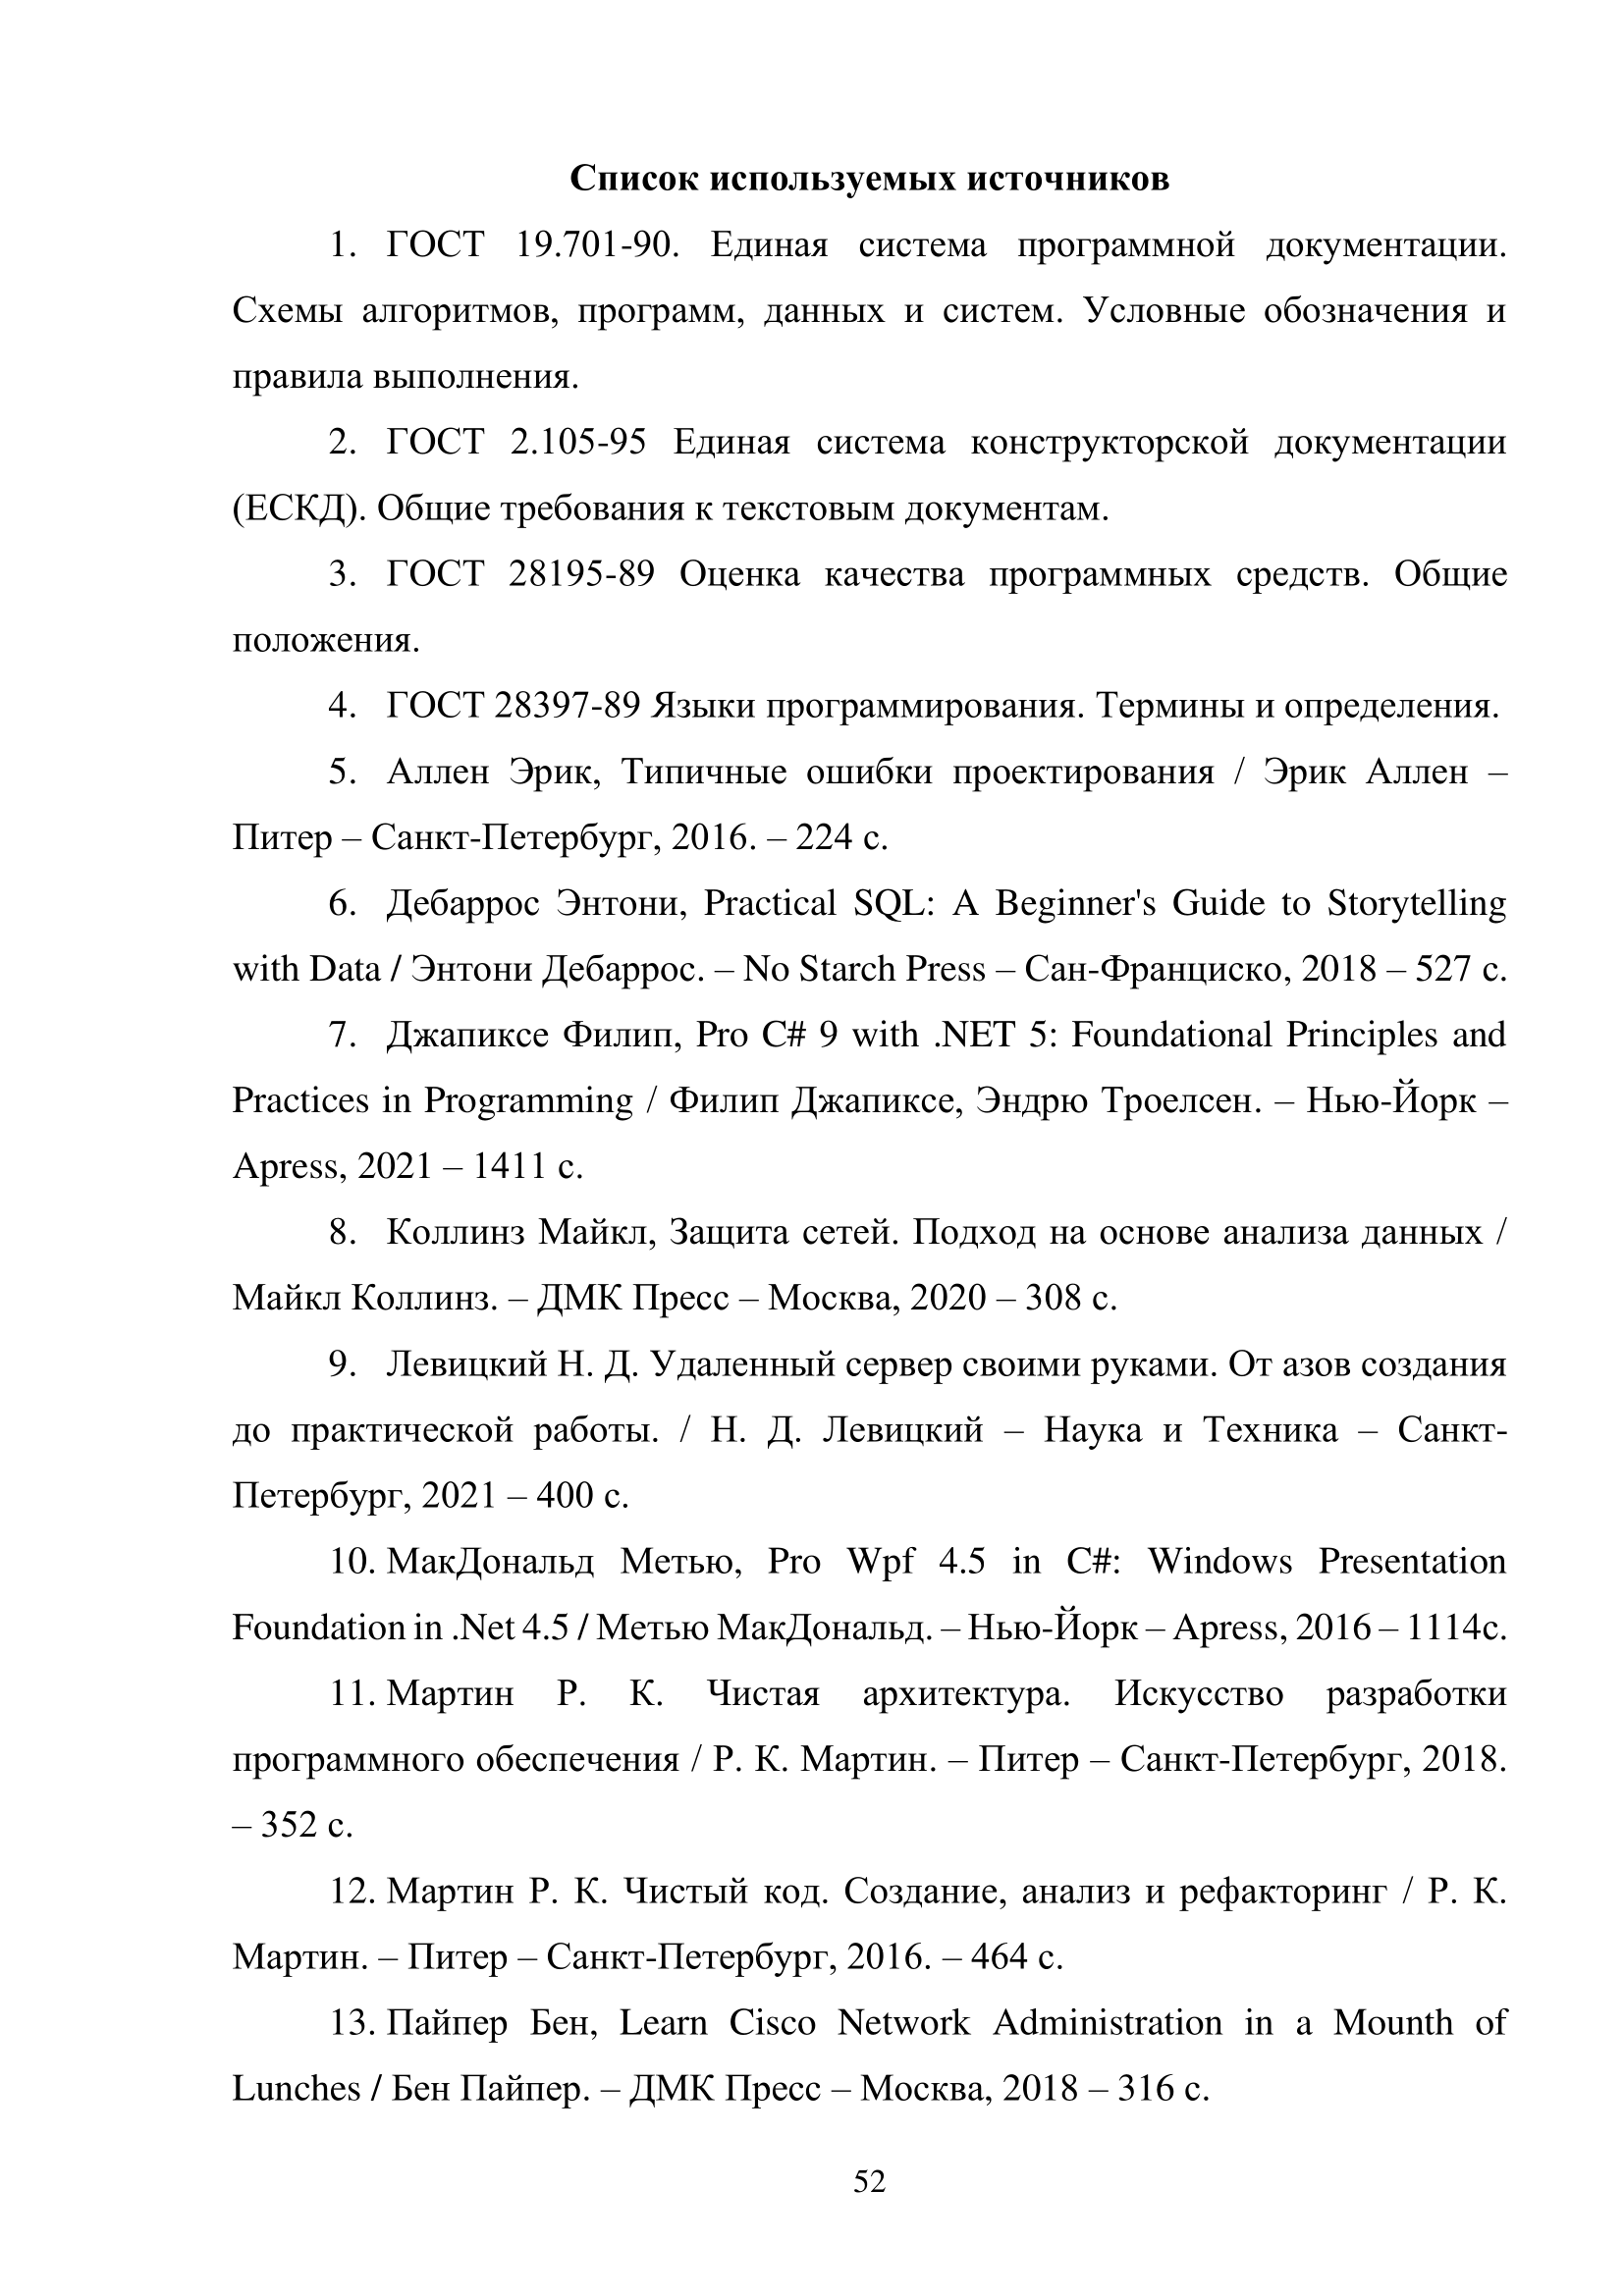 Список используемых источников
1. ГОСТ 19.701-90. Единая система программной документации.
Схемы алгоритмов, программ, данных и систем. Условные обозначения и
правила выполнения.
2. ГОСТ 2.105-95 Единая система конструкторской документации
(ЕСКД). Общие требования к текстовым документам.
3. ГОСТ 28195-89 Оценка качества программных средств. Общие
положения.
4. ГОСТ 28397-89 Языки программирования. Термины и определения.
5. Аллен Эрик, Типичные ошибки проектирования / Эрик Аллен –
Питер – Санкт-Петербург, 2016. – 224 с.
6. Дебаррос Энтони, Practical SQL: A Beginner's Guide to Storytelling
with Data / Энтони Дебаррос. – No Starch Press – Сан-Франциско, 2018 – 527 с.
7. Джапиксе Филип, Pro C# 9 with .NET 5: Foundational Principles and
Practices in Programming / Филип Джапиксе, Эндрю Троелсен. – Нью-Йорк –
Apress, 2021 – 1411 с.
8. Коллинз Майкл, Защита сетей. Подход на основе анализа данных /
Майкл Коллинз. – ДМК Пресс – Москва, 2020 – 308 с.
9. Левицкий Н. Д. Удаленный сервер своими руками. От азов создания
до практической работы. / Н. Д. Левицкий – Наука и Техника – Санкт-
Петербург, 2021 – 400 с.
10. МакДональд Метью, Pro Wpf 4.5 in C#: Windows Presentation
Foundation in .Net 4.5 / Метью МакДональд. – Нью-Йорк – Apress, 2016 – 1114с.
11. Мартин Р. К. Чистая архитектура. Искусство разработки
программного обеспечения / Р. К. Мартин. – Питер – Санкт-Петербург, 2018.
– 352 с.
12. Мартин Р. К. Чистый код. Создание, анализ и рефакторинг / Р. К.
Мартин. – Питер – Санкт-Петербург, 2016. – 464 с.
13. Пайпер Бен, Learn Cisco Network Administration in a Mounth of
Lunches / Бен Пайпер. – ДМК Пресс – Москва, 2018 – 316 с.
52